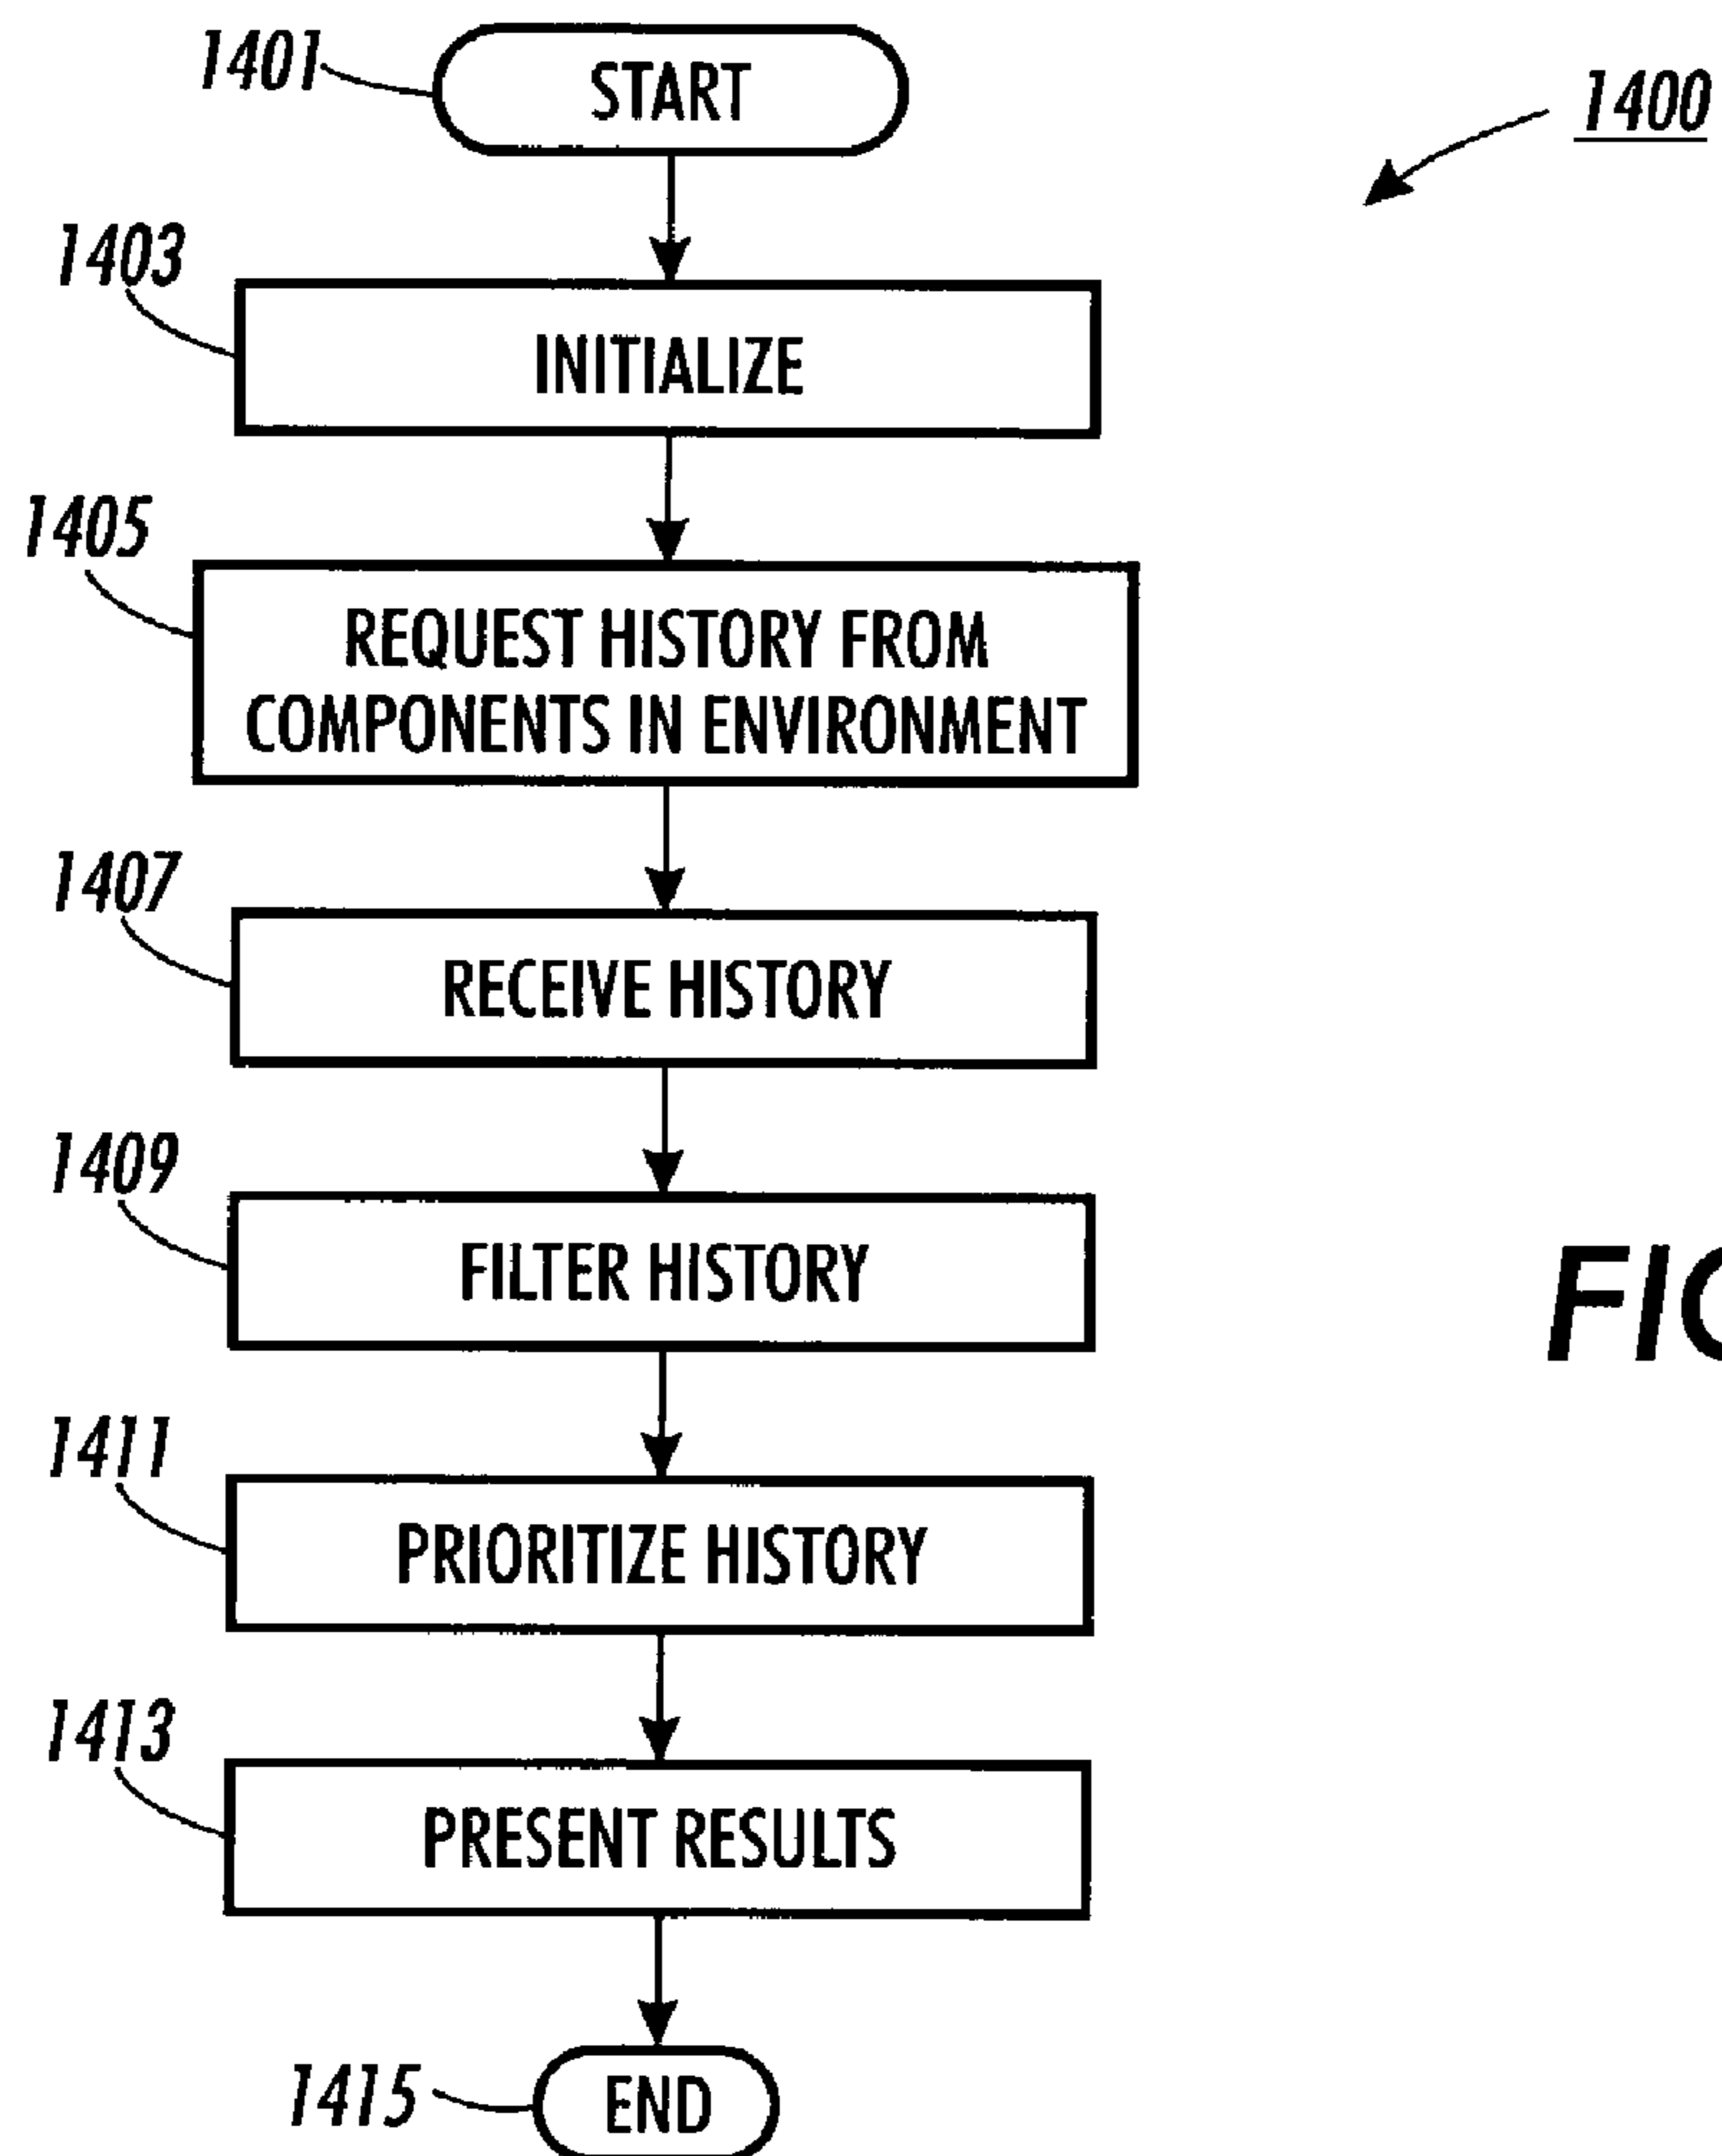 1401
START
1400
1403
INITIALIZE
1405
REQUEST HISTORY FROM
COMPONENTS IN ENVIRONMENT
1407
RECEIVE HISTORY
1409
FILTER HISTORY
1411
PRIORITIZE HISTORY
1413
PRESENT RESULTS
1415
END